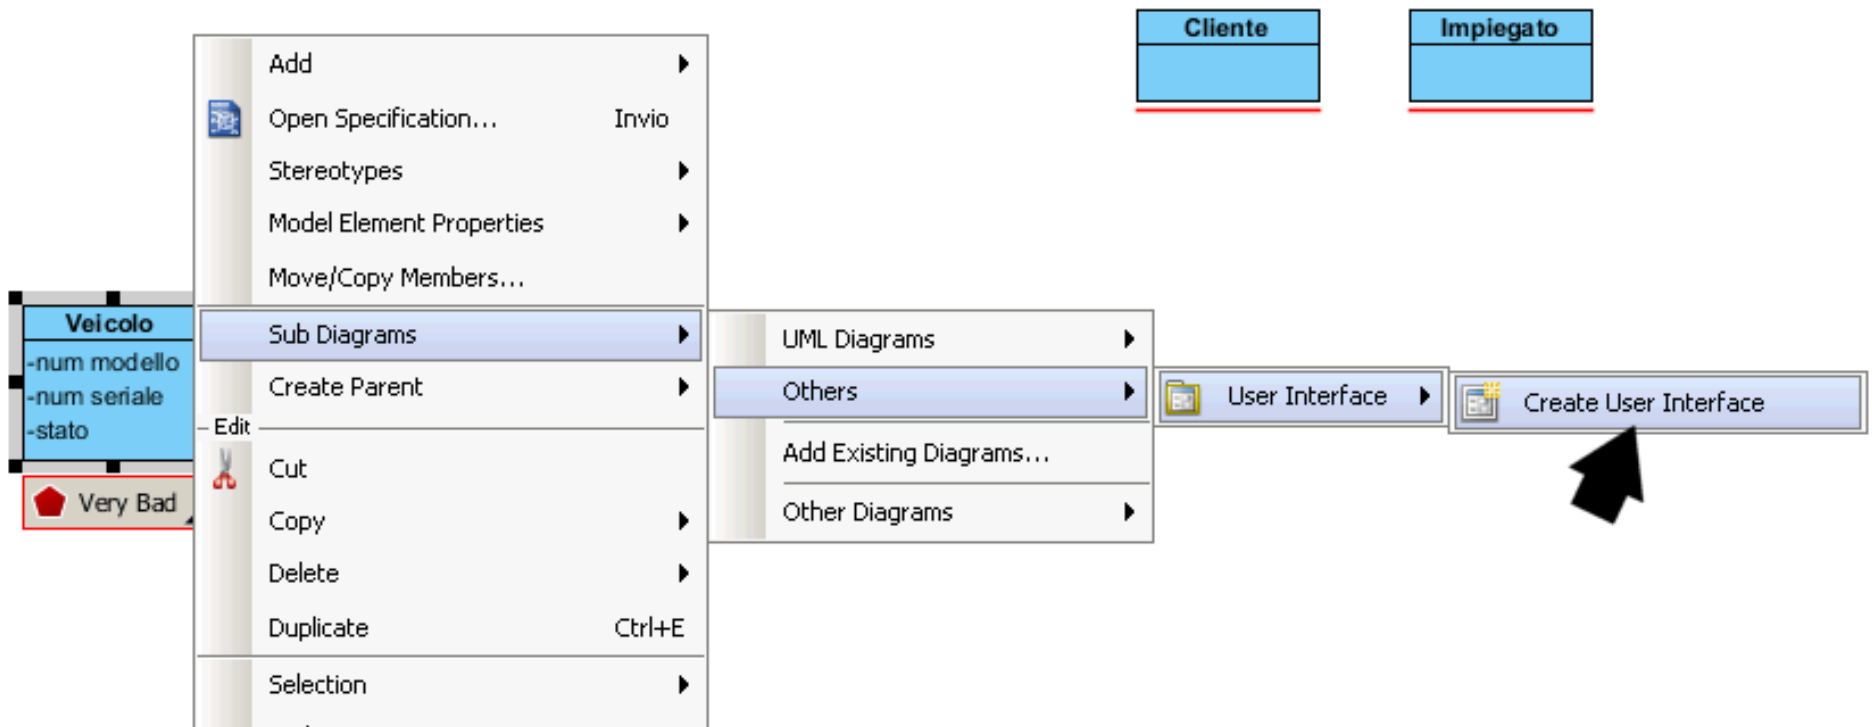 Cliente
Impiegato
Add
Open Specification... Invio
Stereotypes
Model Element Properties
Move/Copy Members...
Sub Diagrams
Create Parent
Edit
Cut
Copy
Delete
Duplicate Ctrl+E
Selection
Veicolo
-num modello
-num seriale
-stato
Very Bad
UML Diagrams
Others
Add Existing Diagrams...
Other Diagrams
User Interface
Create User Interface